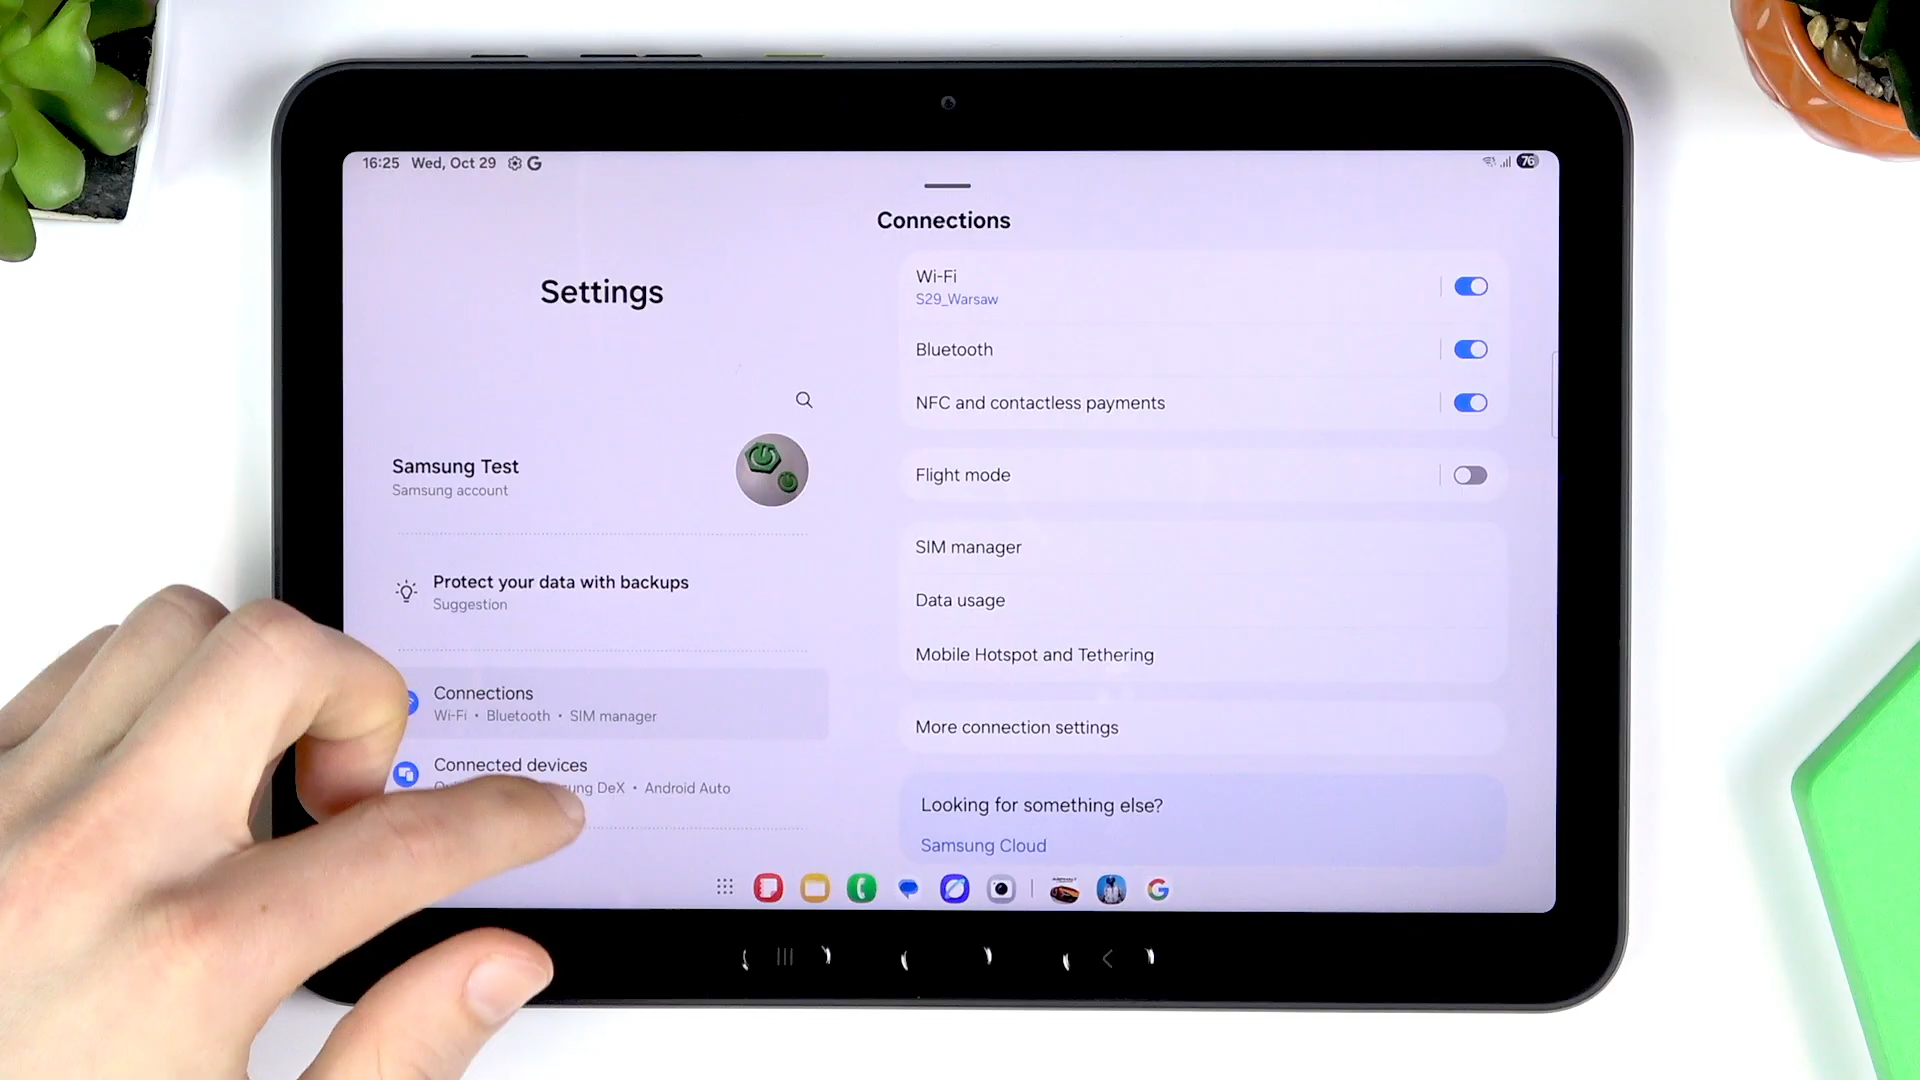 16:25 Wed, Oct 29
76
Connections
Settings
Wi-Fi
S29_Warsaw
Bluetooth
NFC and contactless payments
Samsung Test
Samsung account
Flight mode
SIM manager
Protect your data with backups
Suggestion
Data usage
Mobile Hotspot and Tethering
Connections
Wi-Fi • Bluetooth • SIM manager
More connection settings
Connected devices
DeX • Android Auto
Looking for something else?
Samsung Cloud